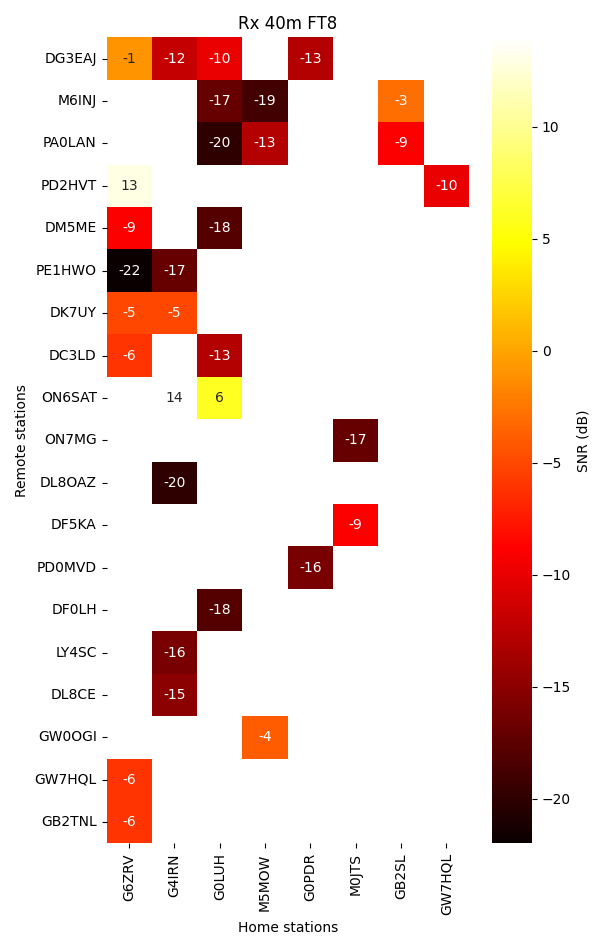 Rx 40m FT8
DG3EAJ -1 -12 -10 -13
M6INJ -17 -19 -3
PA0LAN -20 -13 -9
PD2HVT 13 -10
DM5ME -9 -18
PE1HWO -22 -17
DK7UY -5 -5
DC3LD -6 -13
ON6SAT 14 6
ON7MG -17
DL8OAZ -20
DF5KA -9
PD0MVD -16
DF0LH -18
LY4SC -16
DL8CE -15
GW0OGI -4
GW7HQL -6
GB2TNL -6
Remote stations
G6ZRV
G4IRN
G0LUH
M5MOW
G0PDR
M0JTS
GB2SL
GW7HQL
Home stations
10
5
0
−5
−10
−15
−20
SNR (dB)